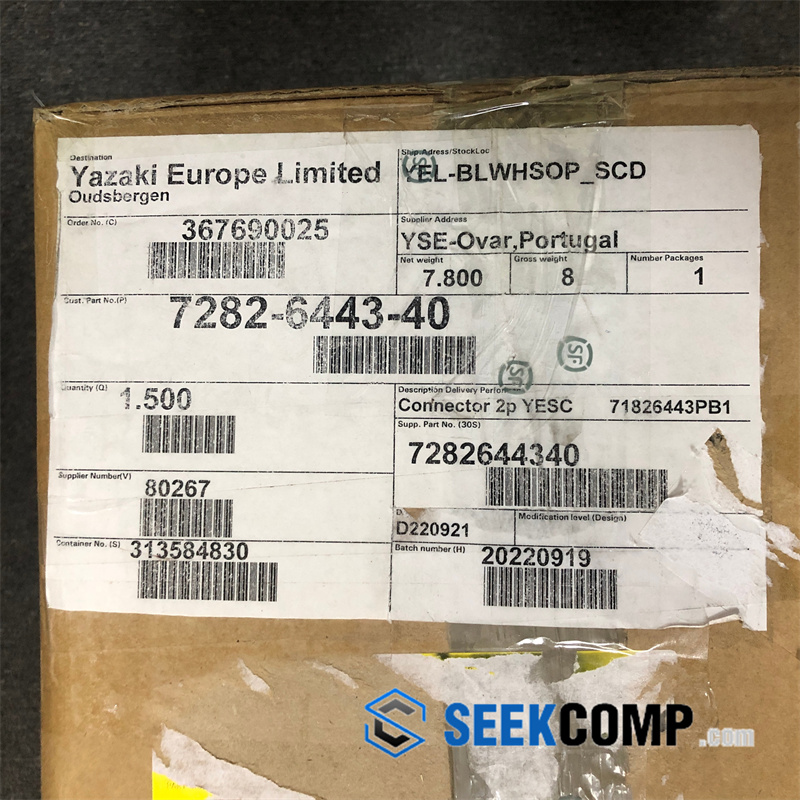 Destination
Yazaki Europe Limited
Oudsbergen
Ship.Adress/StockLoc
YEL-BLWHSOP_SCD
Order No. (C)
367690025
Supplier Address
YSE-Ovar,Portugal
Net weight
7.800
Gross weight
8
Number Packages
1
Cust. Part No.(P)
7282-6443-40
Quantity (Q)
1.500
Description Delivery
Connector 2p YESC 71826443PB1
Supp. Part No. (30S)
7282644340
Supplier Number(V)
80267
D220921
Modification level (Design)
Container No. (S)
313584830
Batch number (H)
20220919
SF
SF
SF
SEEKCOMP.com